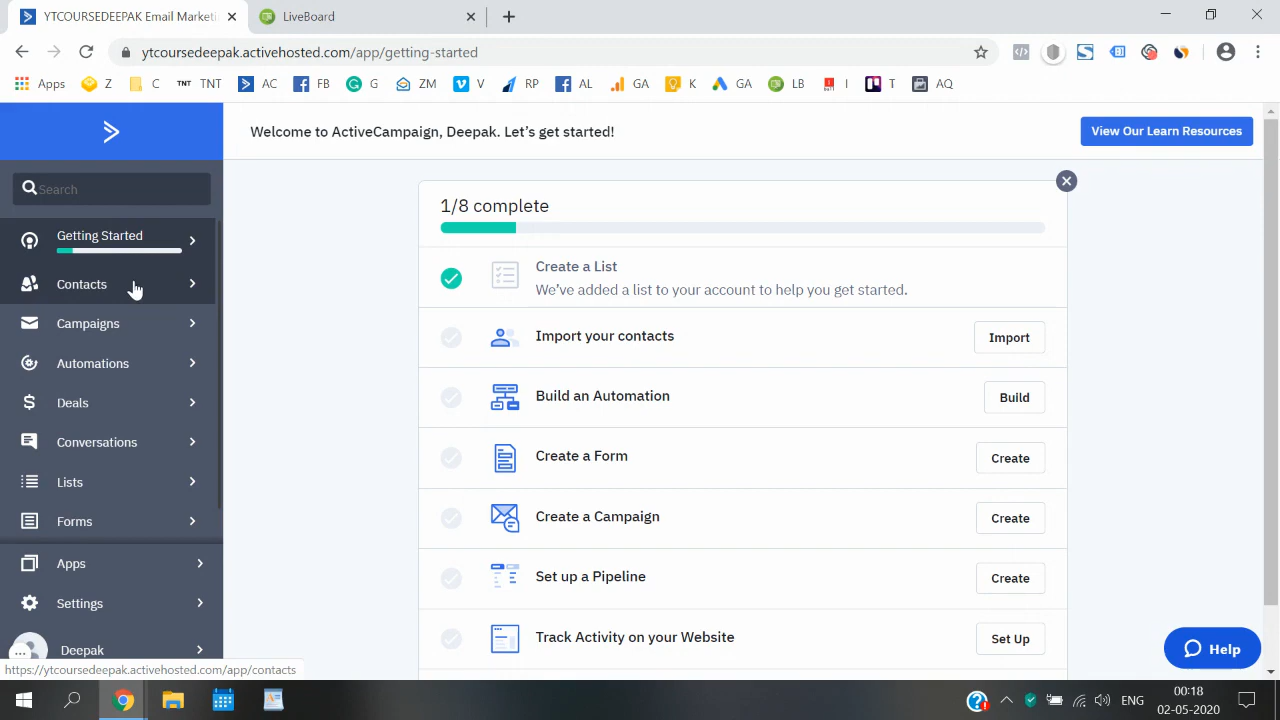 YTCOURSEDEEPAK Email Marketi
LiveBoard
ytcoursedeepak.activehosted.com/app/getting-started
Apps
Z
C
TNT TNT
AC
FB
G
ZM
V
RP
AL
GA
K
GA
LB
I
T
AQ
Welcome to ActiveCampaign, Deepak. Let's get started!
View Our Learn Resources
Search
Getting Started
Contacts
Campaigns
Automations
Deals
Conversations
Lists
Forms
Apps
Settings
Deepak
1/8 complete
Create a List
We've added a list to your account to help you get started.
Import your contacts
Import
Build an Automation
Build
Create a Form
Create
Create a Campaign
Create
Set up a Pipeline
Create
Track Activity on your Website
Set Up
Help
https://ytcoursedeepak.activehosted.com/app/contacts
ENG
00:18
02-05-2020